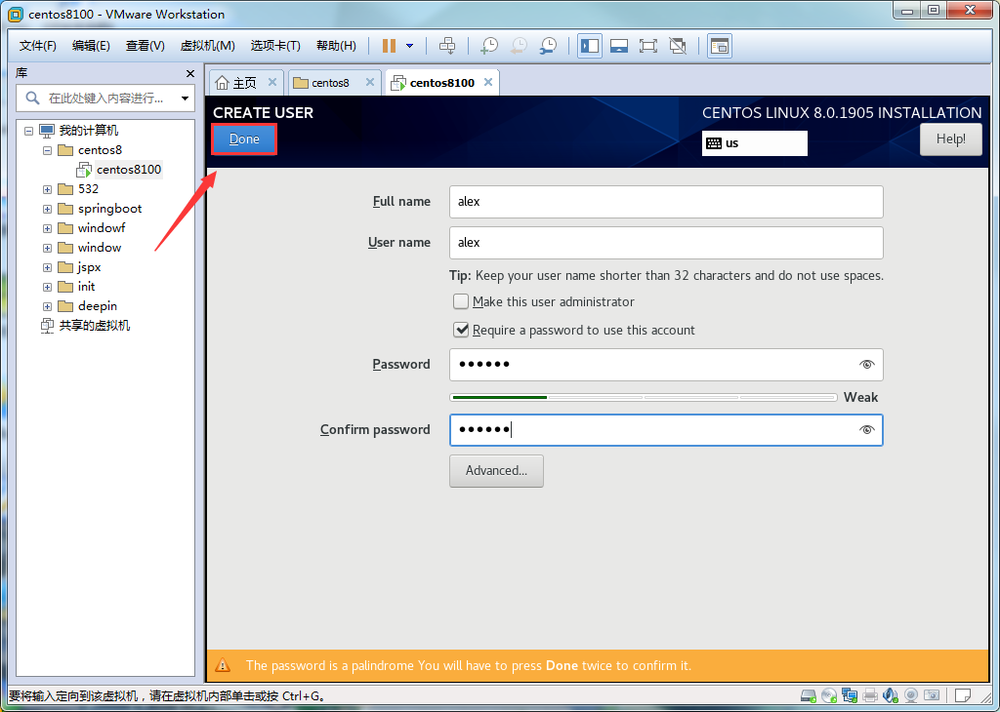 centos8100 - VMware Workstation
文件(F) 编辑(E) 查看(V) 虚拟机(M) 选项卡(T) 帮助(H)
库
在此处键入内容进行...
我的计算机
centos8
centos8100
532
springboot
windowf
window
jspx
init
deepin
共享的虚拟机
主页 centos8 centos8100
CREATE USER
CENTOS LINUX 8.0.1905 INSTALLATION
Done
us
Help!
Full name
alex
User name
alex
Tip: Keep your user name shorter than 32 characters and do not use spaces.
Make this user administrator
Require a password to use this account
Password
••••••
Weak
Confirm password
••••••
Advanced...
The password is a palindrome You will have to press Done twice to confirm it.
要将输入定向到该虚拟机，请在虚拟机内部单击或按 Ctrl+G。